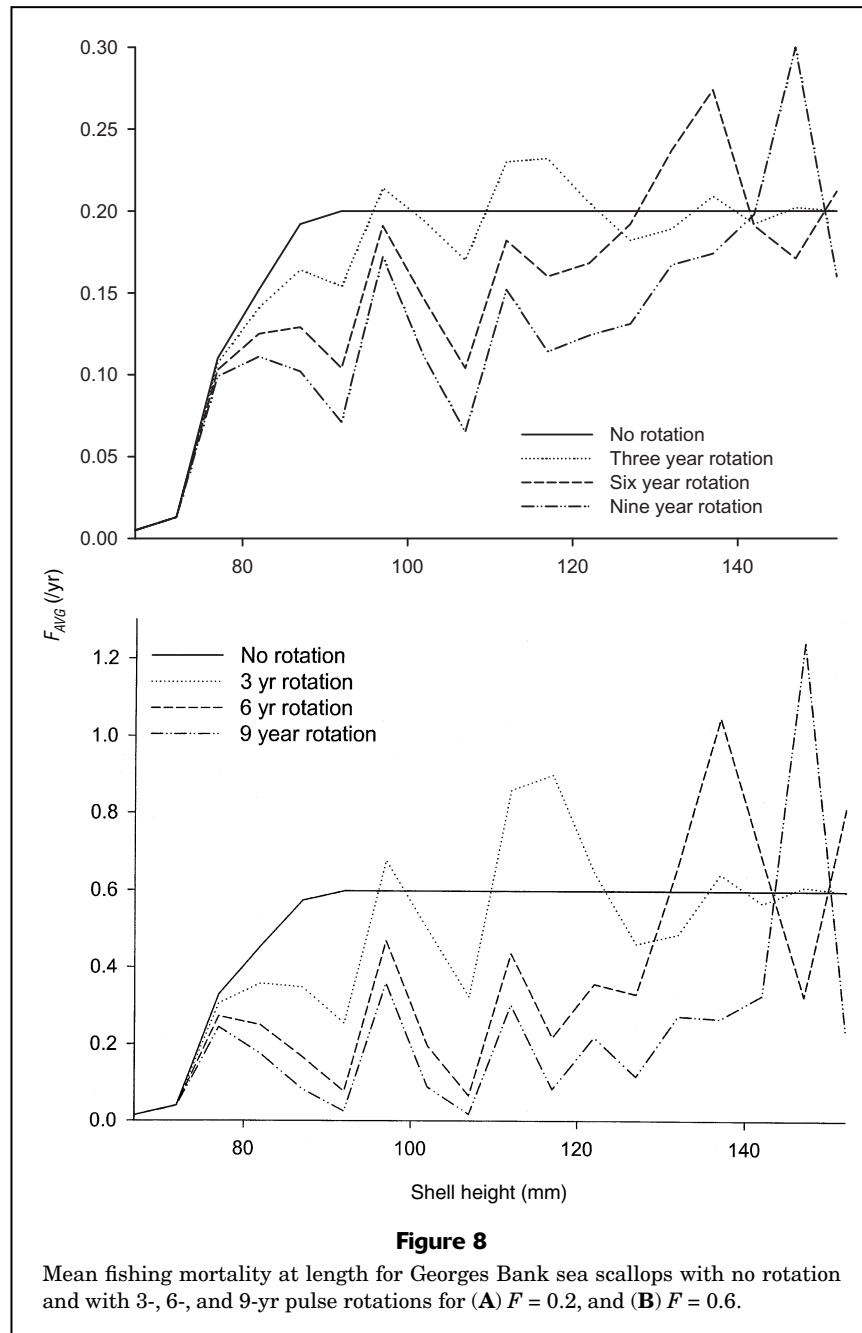 0.30
0.25
0.20
0.15
0.10
0.05
0.00
80
100
120
140
No rotation
Three year rotation
Six year rotation
Nine year rotation
F_AVG (/yr)
1.2
1.0
0.8
0.6
0.4
0.2
0.0
No rotation
3 yr rotation
6 yr rotation
9 year rotation
80
100
120
140
Shell height (mm)
Figure 8
Mean fishing mortality at length for Georges Bank sea scallops with no rotation
and with 3-, 6-, and 9-yr pulse rotations for (A) F = 0.2, and (B) F = 0.6.